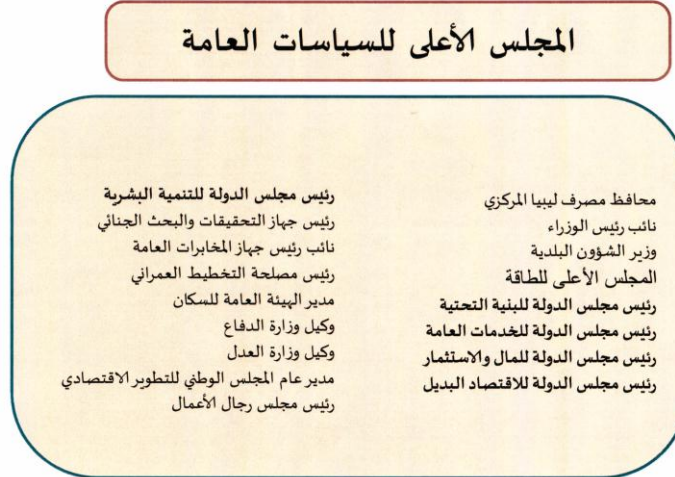 المجلس الأعلى للسياسات العامة
محافظ مصرف ليبيا المركزي
نائب رئيس الوزراء
وزير الشؤون البلدية
المجلس الأعلى للطاقة
رئيس مجلس الدولة للبنية التحتية
رئيس مجلس الدولة للخدمات العامة
رئيس مجلس الدولة للمال والاستثمار
رئيس مجلس الدولة للاقتصاد البديل
رئيس مجلس الدولة للتنمية البشرية
رئيس جهاز التحقيقات والبحث الجنائي
نائب رئيس جهاز المخابرات العامة
رئيس مصلحة التخطيط العمراني
مدير الهيئة العامة للسكان
وكيل وزارة الدفاع
وكيل وزارة العدل
مدير عام المجلس الوطني للتطوير الاقتصادي
رئيس مجلس رجال الأعمال